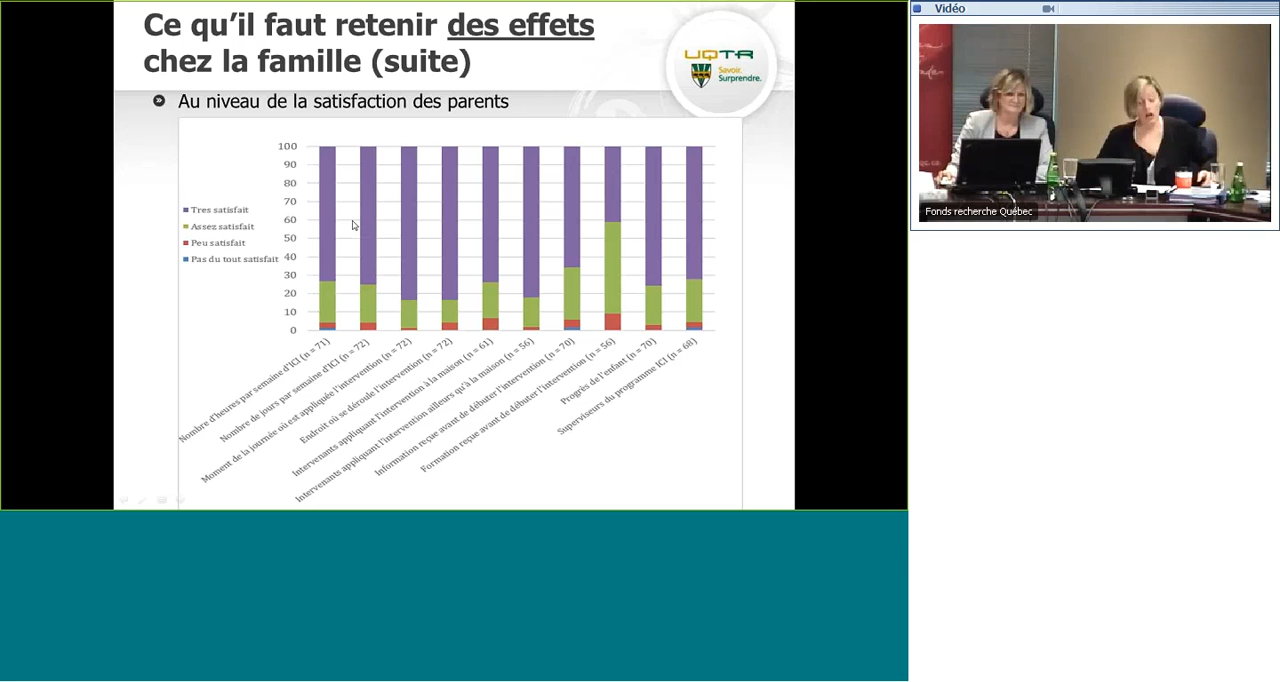 Ce qu’il faut retenir des effets
chez la famille (suite)
UQTR
Savoir.
Surprendre.
Au niveau de la satisfaction des parents
100
90
80
70
60
50
40
30
20
10
0
Tres satisfait
Assez satisfait
Peu satisfait
Pas du tout satisfait
Nombre d'heures par semaine d'ICI (n = 71)
Nombre de jours par semaine d'ICI (n = 72)
Moment de la journée où est appliquée l'intervention (n = 72)
Endroit où se déroule l'intervention (n = 72)
Intervenants appliquant l'intervention à la maison (n = 61)
Intervenants appliquant l'intervention ailleurs qu'à la maison (n = 56)
Information reçue avant de débuter l'intervention (n = 70)
Formation reçue avant de débuter l'intervention (n = 56)
Progrès de l'enfant (n = 70)
Superviseurs du programme ICI (n = 68)
Vidéo
Fonds recherche Québec